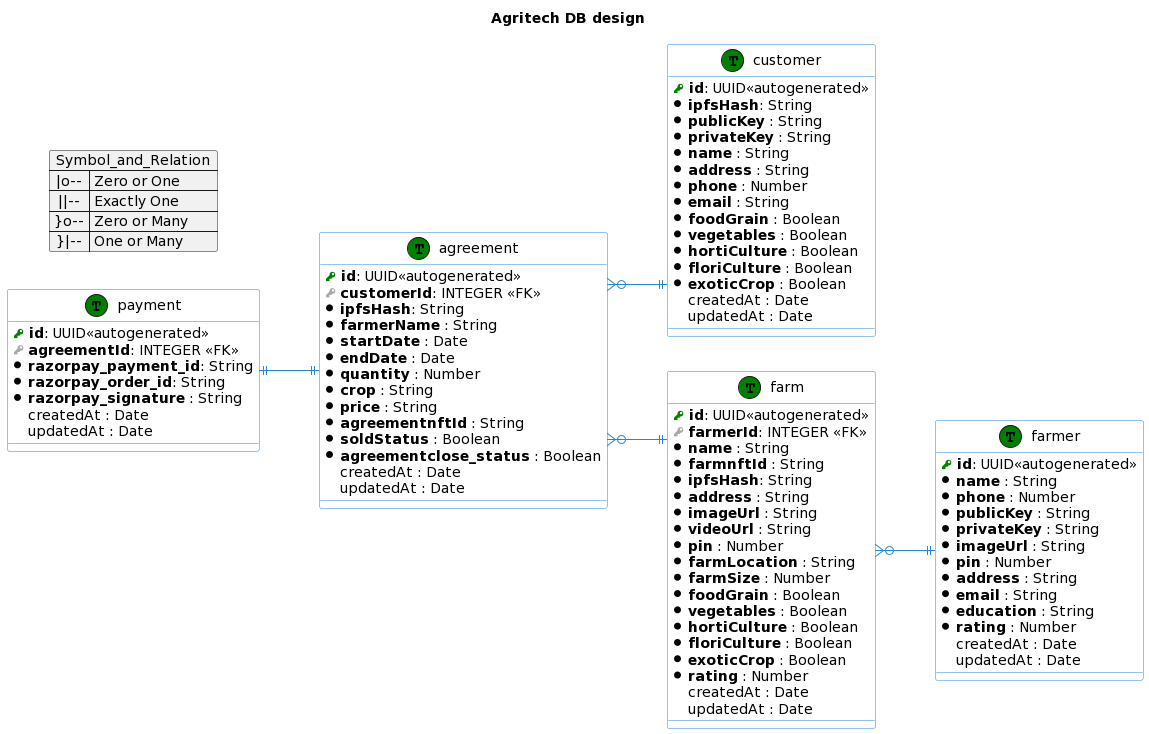 Agritech DB design
Symbol_and_Relation
|o-- Zero or One
||-- Exactly One
}o-- Zero or Many
}|-- One or Many
T payment
id: UUID«autogenerated»
agreementId: INTEGER «FK»
razorpay_payment_id: String
razorpay_order_id: String
razorpay_signature : String
createdAt : Date
updatedAt : Date
T agreement
id: UUID«autogenerated»
customerId: INTEGER «FK»
ipfsHash: String
farmerName : String
startDate : Date
endDate : Date
quantity : Number
crop : String
price : String
agreementnftId : String
soldStatus : Boolean
agreementclose_status : Boolean
createdAt : Date
updatedAt : Date
T customer
id: UUID«autogenerated»
ipfsHash: String
publicKey : String
privateKey : String
name : String
address : String
phone : Number
email : String
foodGrain : Boolean
vegetables : Boolean
hortiCulture : Boolean
floriCulture : Boolean
exoticCrop : Boolean
createdAt : Date
updatedAt : Date
T farm
id: UUID«autogenerated»
farmerId: INTEGER «FK»
name : String
farmnftId : String
ipfsHash: String
address : String
imageUrl : String
videoUrl : String
pin : Number
farmLocation : String
farmSize : Number
foodGrain : Boolean
vegetables : Boolean
hortiCulture : Boolean
floriCulture : Boolean
exoticCrop : Boolean
rating : Number
createdAt : Date
updatedAt : Date
T farmer
id: UUID«autogenerated»
name : String
phone : Number
publicKey : String
privateKey : String
imageUrl : String
pin : Number
address : String
email : String
education : String
rating : Number
createdAt : Date
updatedAt : Date